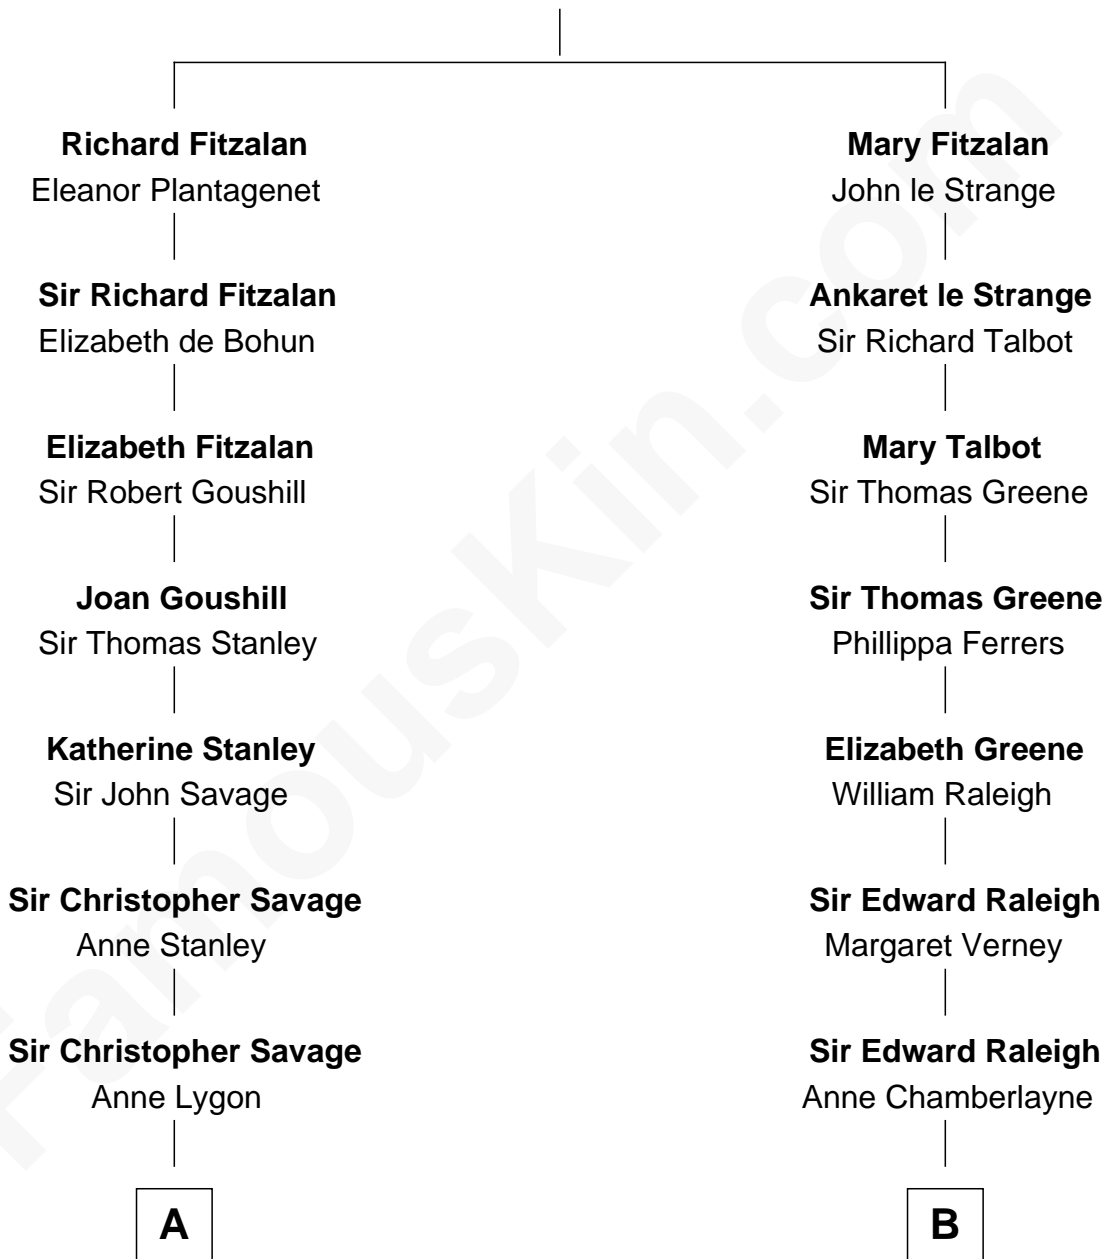 Richard Fitzalan
Eleanor Plantagenet
Mary Fitzalan
John le Strange
Sir Richard Fitzalan
Elizabeth de Bohun
Ankaret le Strange
Sir Richard Talbot
Elizabeth Fitzalan
Sir Robert Goushill
Mary Talbot
Sir Thomas Greene
Joan Goushill
Sir Thomas Stanley
Sir Thomas Greene
Phillippa Ferrers
Katherine Stanley
Sir John Savage
Elizabeth Greene
William Raleigh
Sir Christopher Savage
Anne Stanley
Sir Edward Raleigh
Margaret Verney
Sir Christopher Savage
Anne Lygon
Sir Edward Raleigh
Anne Chamberlayne
A
B
FamousKin.com